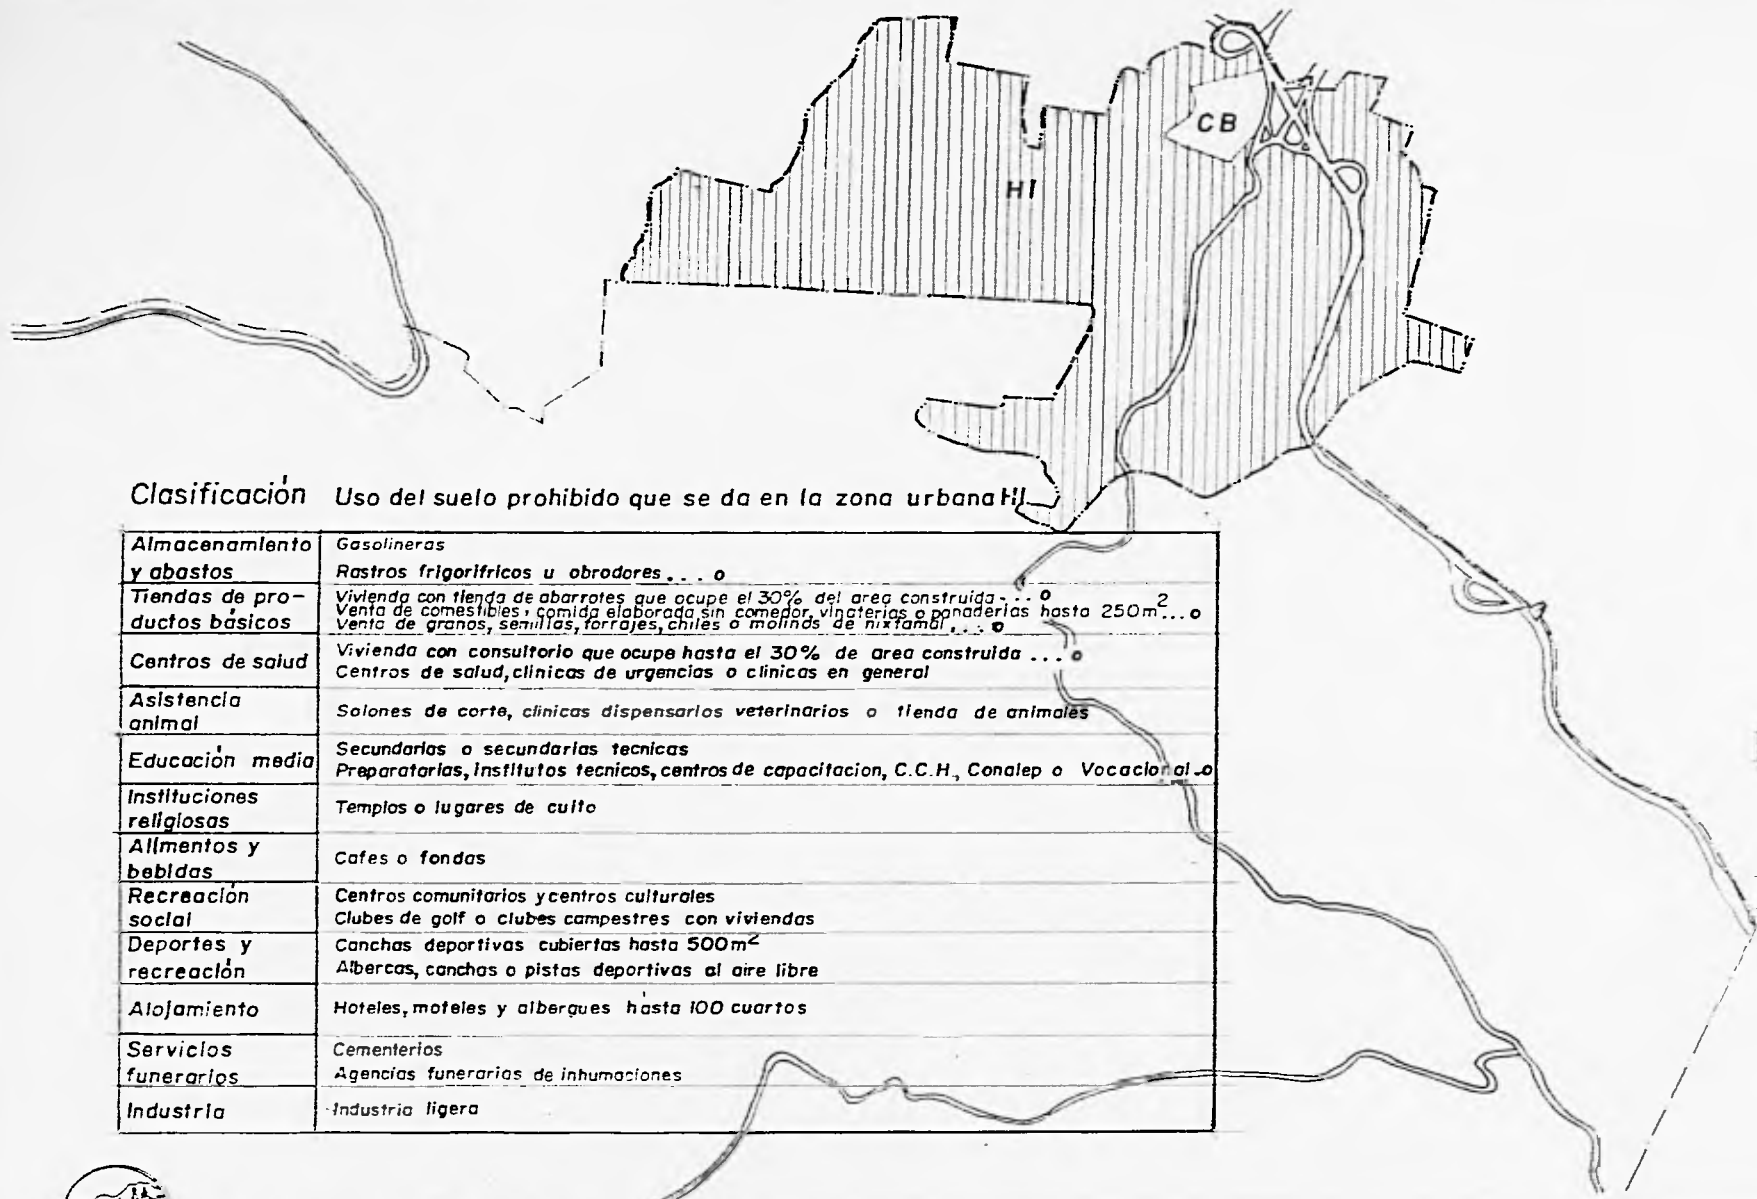 CB
HI
Clasificación Uso del suelo prohibido que se da en la zona urbana HI
Almacenamiento y abastos
Gasolineras
Rastros frigorifricos u obradores... o
Tiendas de pro-
ductos básicos
Vivienda con tienda de abarrotes que ocupe el 30% del area construida... o
Venta de comestibles, comida elaborada sin comedor, vinaterias o panaderias hasta 250m2...o
Venta de granos, semillas, forrajes, chiles o molinos de nixtamal... o
Centros de salud
Vivienda con consultorio que ocupe hasta el 30% de area construida ... o
Centros de salud, clinicas de urgencias o clinicas en general
Asistencia
animal
Salones de corte, clinicas dispensarios veterinarios o tienda de animales
Educación media
Secundarias o secundarias tecnicas
Preparatorias, Institutos tecnicos, centros de capacitacion, C.C.H., Conalep o Vocacional.o
Instituciones
religiosas
Templos o lugares de culto
Alimentos y
bebidas
Cafes o fondas
Recreación
social
Centros comunitarios y centros culturales
Clubes de golf o clubes campestres con viviendas
Deportes y
recreación
Canchas deportivas cubiertas hasta 500m2
Albercas, canchas o pistas deportivas al aire libre
Alojamiento
Hoteles, moteles y albergues hasta 100 cuartos
Servicios
funerarios
Cementerios
Agencias funerarias de inhumaciones
Industria
Industria ligera